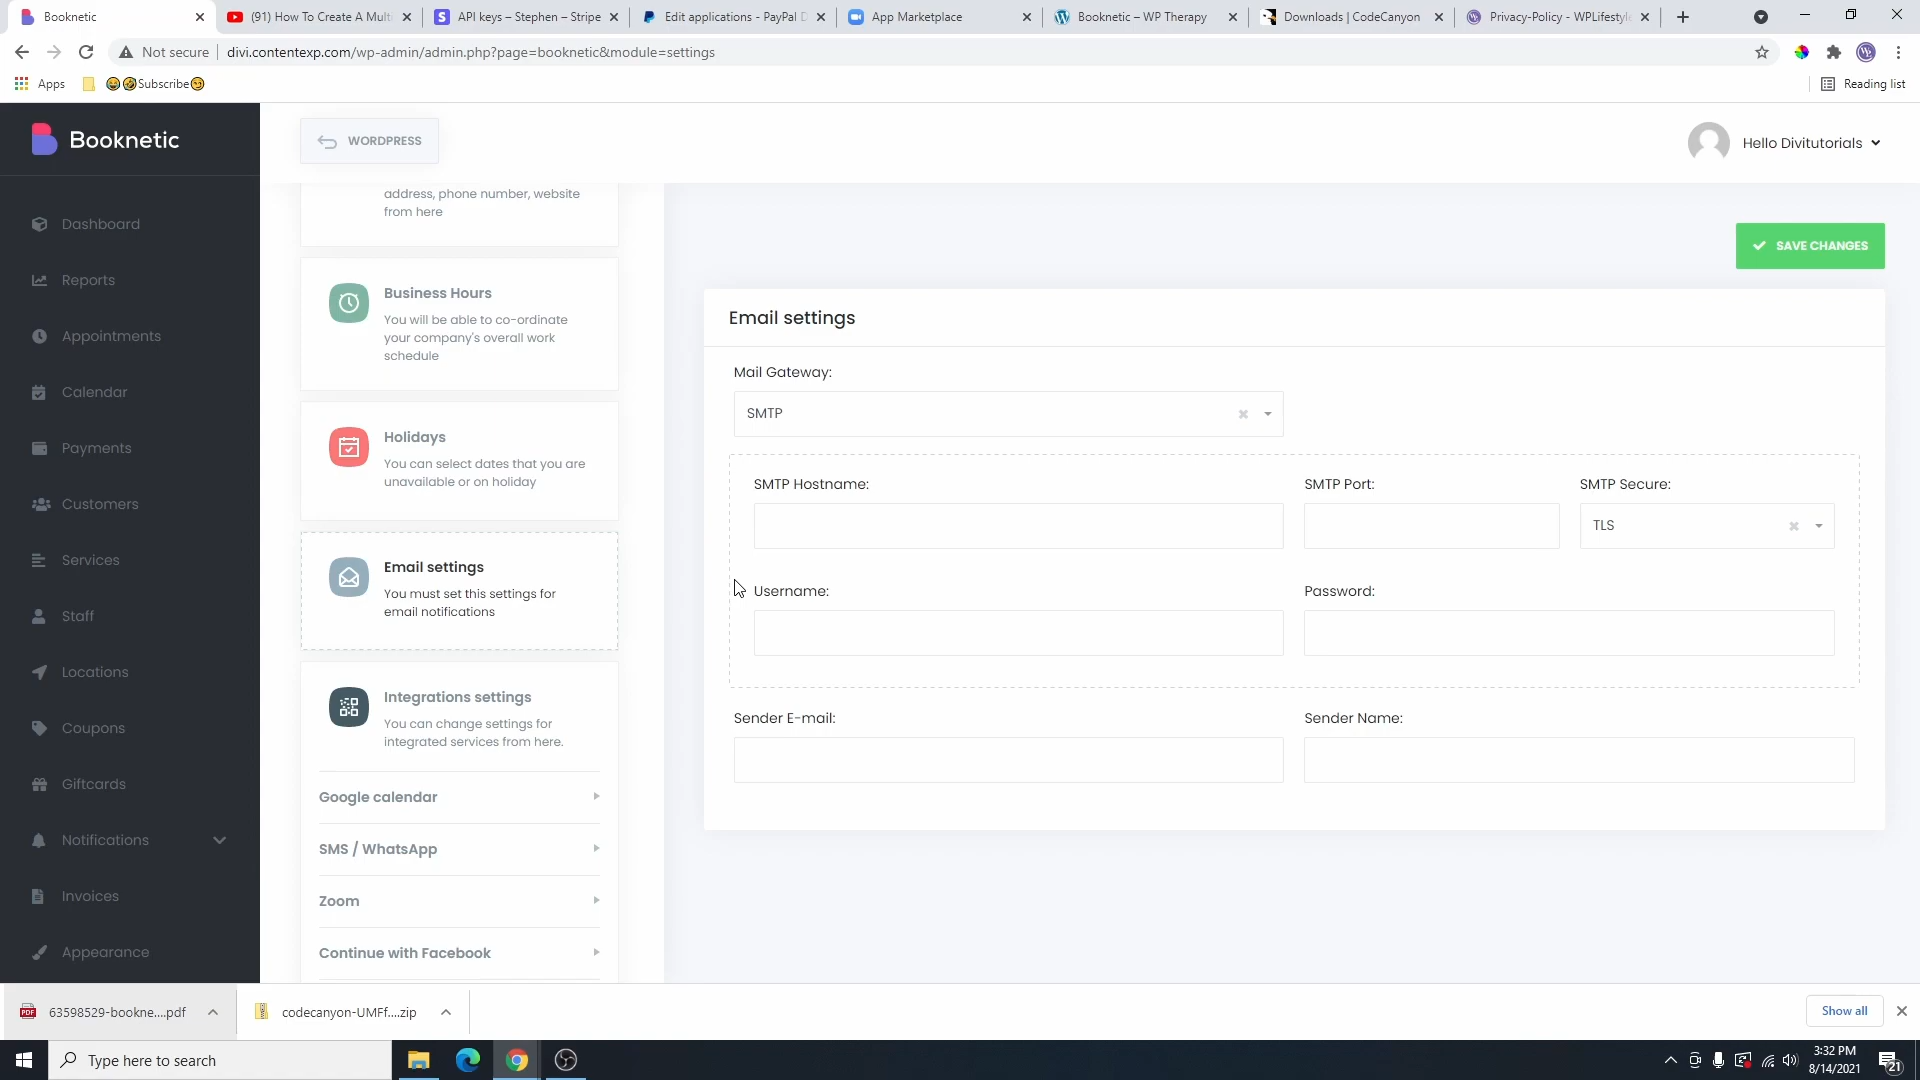 Booknetic
(91) How To Create A Mult
API keys – Stephen – Stripe
Edit applications - PayPal D
App Marketplace
Booknetic – WP Therapy
Downloads | CodeCanyon
Privacy-Policy - WPLifestyle
Not secure
divi.contentexp.com/wp-admin/admin.php?page=booknetic&module=settings
Apps
Subscribe
Reading list
Booknetic
WORDPRESS
Hello Divitutorials
Dashboard
Reports
Appointments
Calendar
Payments
Customers
Services
Staff
Locations
Coupons
Giftcards
Notifications
Invoices
Appearance
address, phone number, website
from here
Business Hours
You will be able to co-ordinate
your company's overall work
schedule
Holidays
You can select dates that you are
unavailable or on holiday
Email settings
You must set this settings for
email notifications
Integrations settings
You can change settings for
integrated services from here.
Google calendar
SMS / WhatsApp
Zoom
Continue with Facebook
SAVE CHANGES
Email settings
Mail Gateway:
SMTP
SMTP Hostname:
SMTP Port:
SMTP Secure:
TLS
Username:
Password:
Sender E-mail:
Sender Name:
63598529-bookne....pdf
codecanyon-UMFf....zip
Show all
Type here to search
3:32 PM
8/14/2021
21